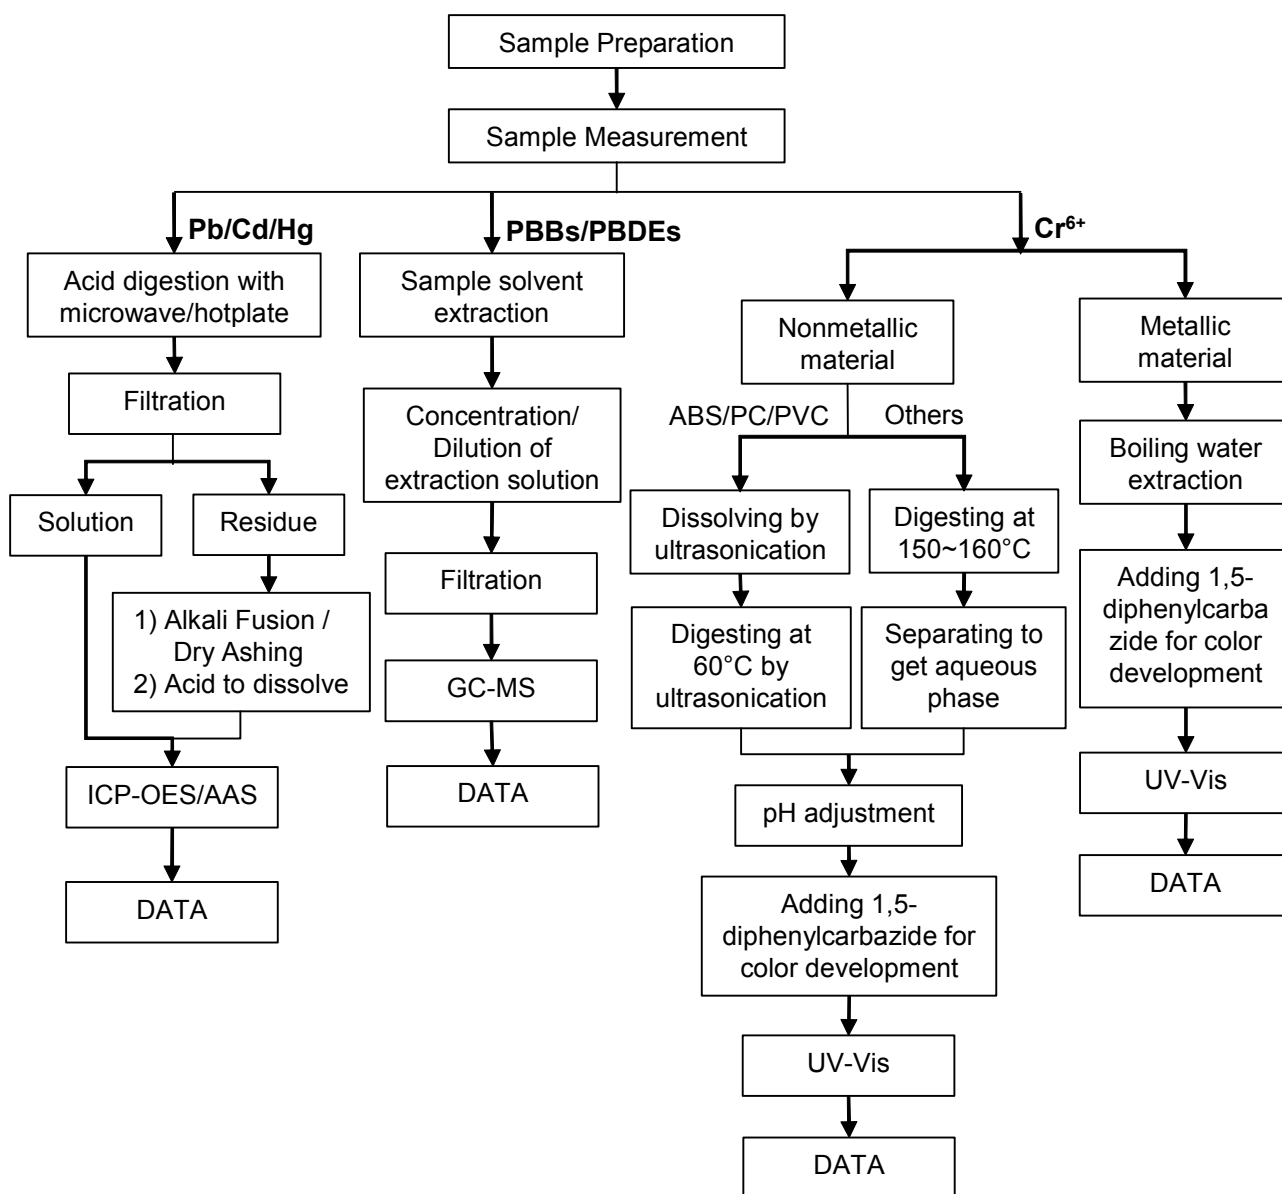 Sample Preparation
Sample Measurement
Pb/Cd/Hg
PBBs/PBDEs
Cr⁶⁺
Acid digestion with
microwave/hotplate
Filtration
Solution
Residue
1) Alkali Fusion /
Dry Ashing
2) Acid to dissolve
ICP-OES/AAS
DATA
Sample solvent
extraction
Concentration/
Dilution of
extraction solution
Filtration
GC-MS
DATA
Nonmetallic
material
ABS/PC/PVC
Others
Dissolving by
ultrasonication
Digesting at
60°C by
ultrasonication
Digesting at
150~160°C
Separating to
get aqueous
phase
pH adjustment
Adding 1,5-
diphenylcarbazide for
color development
UV-Vis
DATA
Metallic
material
Boiling water
extraction
Adding 1,5-
diphenylcarba
zide for color
development
UV-Vis
DATA